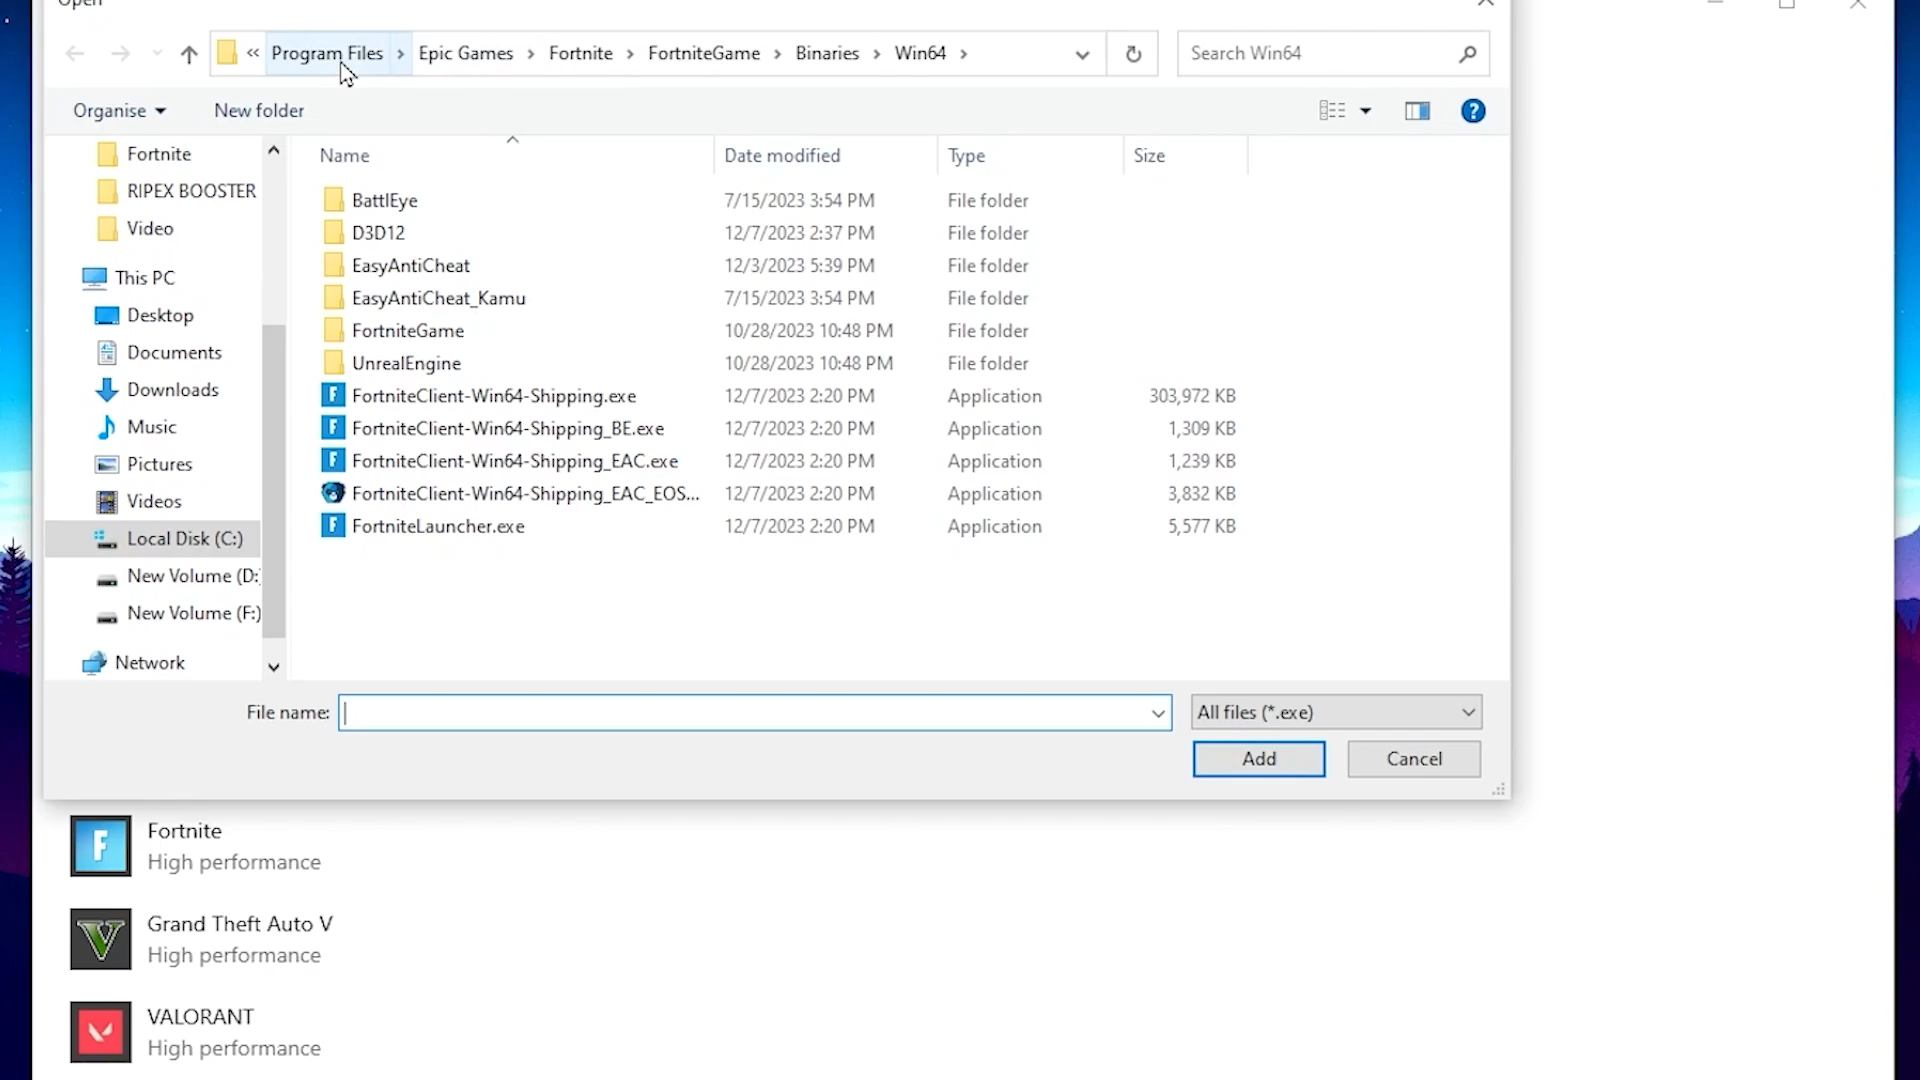 Open
« Program Files > Epic Games > Fortnite > FortniteGame > Binaries > Win64 >
Search Win64
Organise
New folder
?
Fortnite
RIPEX BOOSTER
Video
This PC
Desktop
Documents
Downloads
Music
Pictures
Videos
Local Disk (C:)
New Volume (D:
New Volume (F:)
Network
Name Date modified Type Size
BattlEye 7/15/2023 3:54 PM File folder
D3D12 12/7/2023 2:37 PM File folder
EasyAntiCheat 12/3/2023 5:39 PM File folder
EasyAntiCheat_Kamu 7/15/2023 3:54 PM File folder
FortniteGame 10/28/2023 10:48 PM File folder
UnrealEngine 10/28/2023 10:48 PM File folder
FortniteClient-Win64-Shipping.exe 12/7/2023 2:20 PM Application 303,972 KB
FortniteClient-Win64-Shipping_BE.exe 12/7/2023 2:20 PM Application 1,309 KB
FortniteClient-Win64-Shipping_EAC.exe 12/7/2023 2:20 PM Application 1,239 KB
FortniteClient-Win64-Shipping_EAC_EOS... 12/7/2023 2:20 PM Application 3,832 KB
FortniteLauncher.exe 12/7/2023 2:20 PM Application 5,577 KB
File name:
All files (*.exe)
Add
Cancel
Fortnite
High performance
Grand Theft Auto V
High performance
VALORANT
High performance